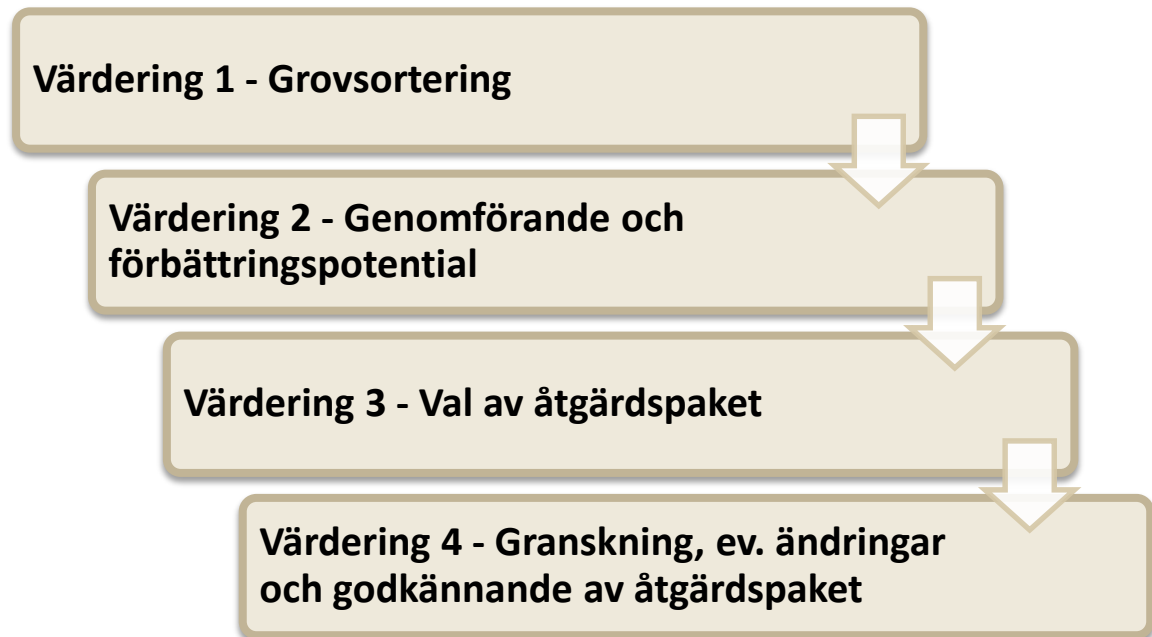 Värdering 1 - Grovsortering
Värdering 2 - Genomförande och
förbättringspotential
Värdering 3 - Val av åtgärdspaket
Värdering 4 - Granskning, ev. ändringar
och godkännande av åtgärdspaket